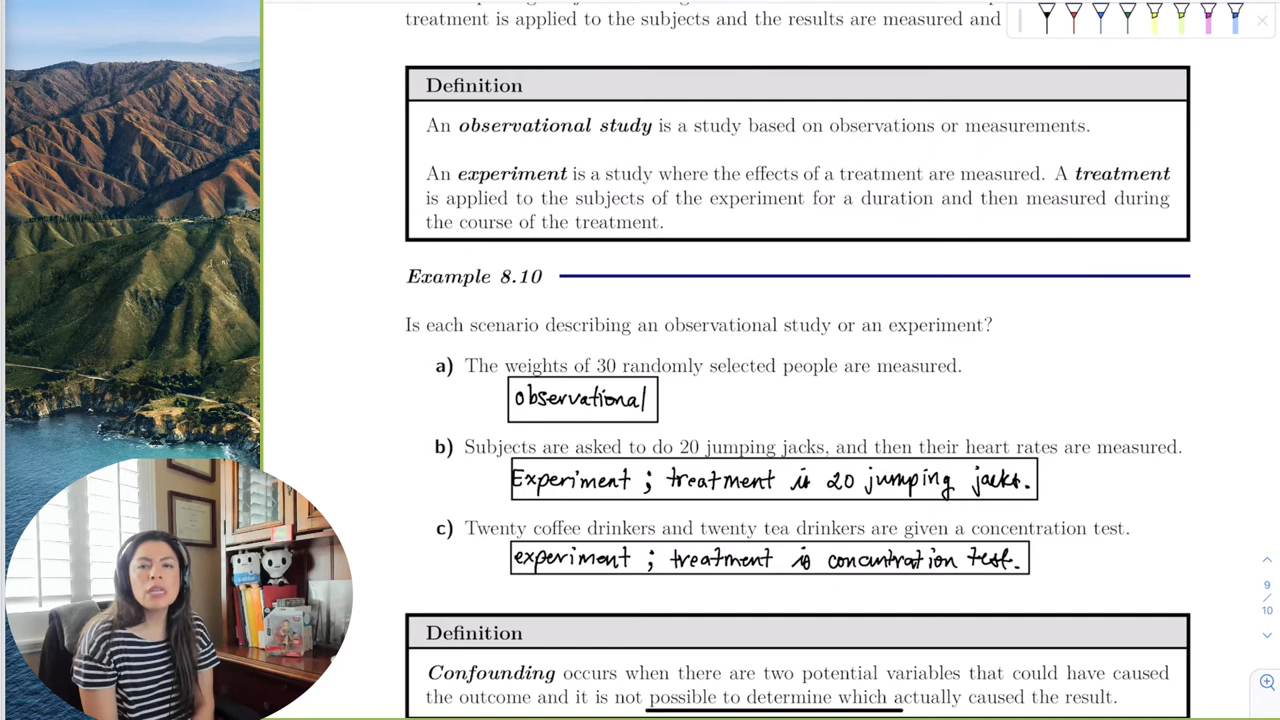 treatment is applied to the subjects and the results are measured and
Definition
An observational study is a study based on observations or measurements.
An experiment is a study where the effects of a treatment are measured. A treatment
is applied to the subjects of the experiment for a duration and then measured during
the course of the treatment.
Example 8.10
Is each scenario describing an observational study or an experiment?
a) The weights of 30 randomly selected people are measured.
observational
b) Subjects are asked to do 20 jumping jacks, and then their heart rates are measured.
Experiment ; treatment is 20 jumping jacks.
c) Twenty coffee drinkers and twenty tea drinkers are given a concentration test.
experiment ; treatment is concentration test.
9
/
10
Definition
Confounding occurs when there are two potential variables that could have caused
the outcome and it is not possible to determine which actually caused the result.